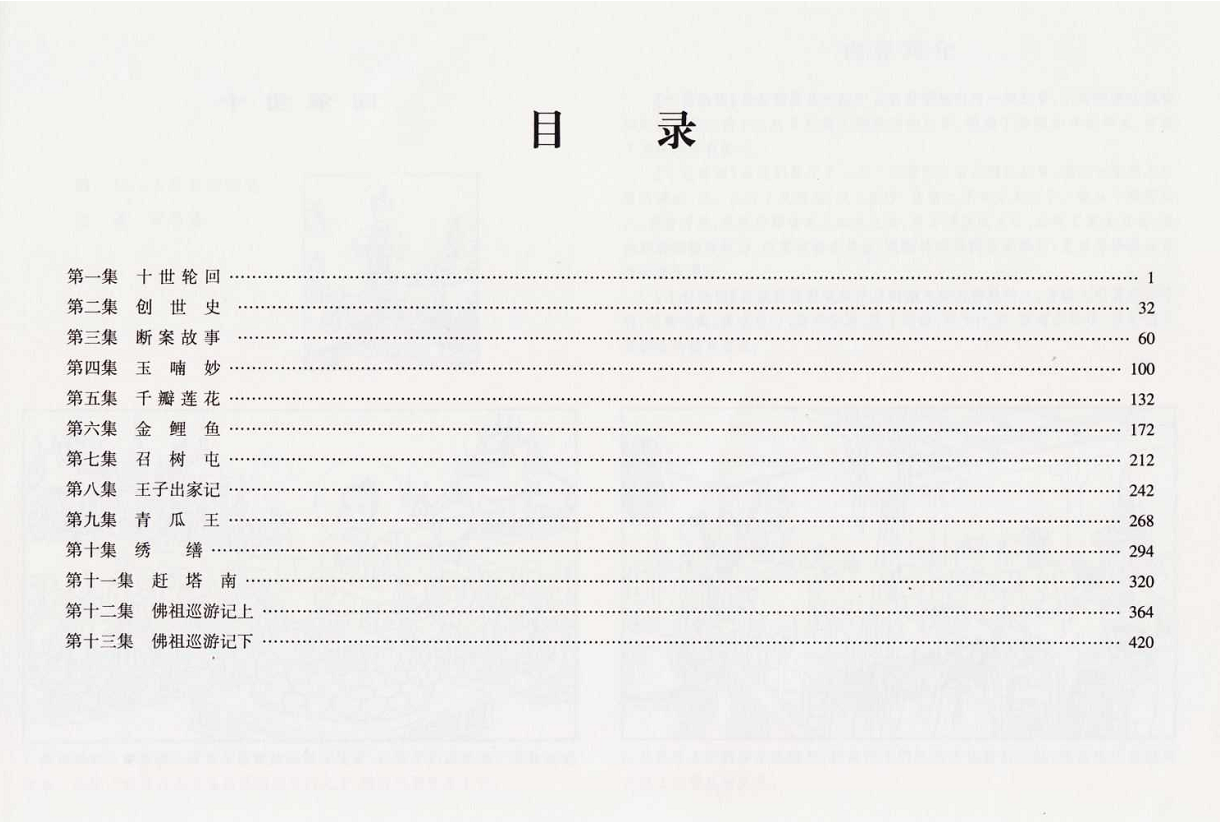 目 录
第一集 十世轮回 …… 1
第二集 创世史 …… 32
第三集 断案故事 …… 60
第四集 玉喃妙 …… 100
第五集 千瓣莲花 …… 132
第六集 金鲤鱼 …… 172
第七集 召树屯 …… 212
第八集 王子出家记 …… 242
第九集 青瓜王 …… 268
第十集 绣缮 …… 294
第十一集 赶塔南 …… 320
第十二集 佛祖巡游记上 …… 364
第十三集 佛祖巡游记下 …… 420